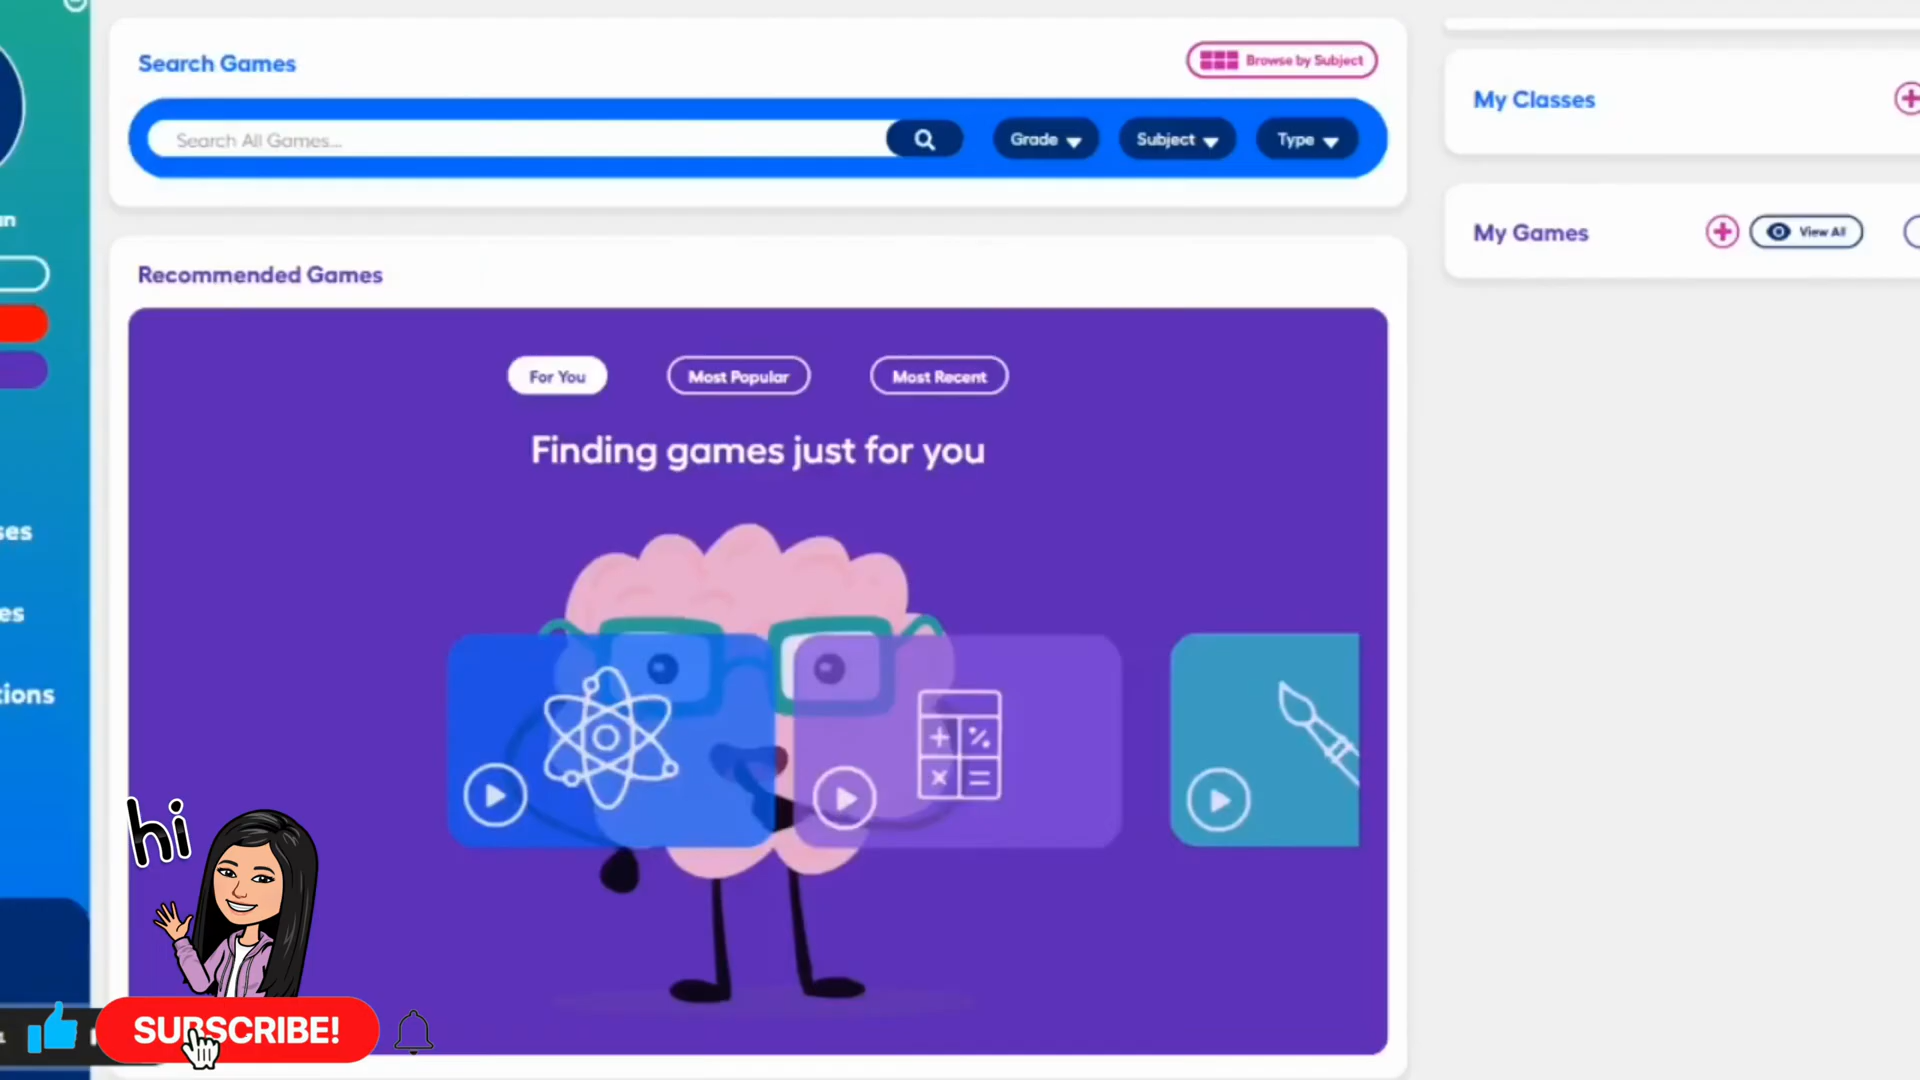 Search Games
Browse by Subject
Search All Games...
Grade
Subject
Type
My Classes
My Games
View All
Recommended Games
For You
Most Popular
Most Recent
Finding games just for you
hi
SUBSCRIBE!